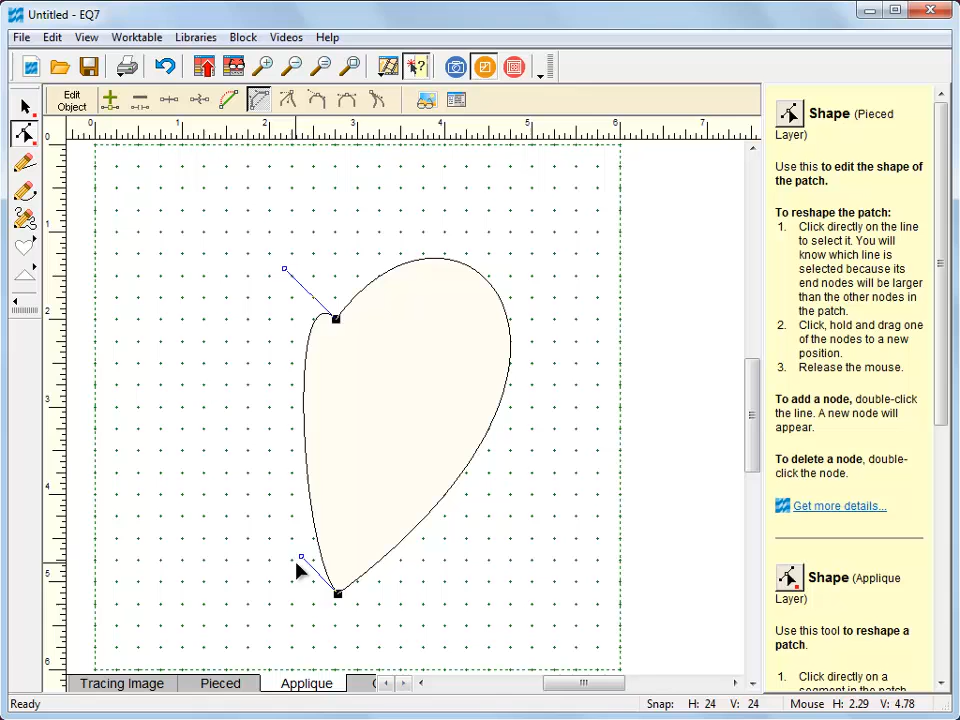 Untitled - EQ7
File Edit View Worktable Libraries Block Videos Help
Edit
Object
0 1 2 3 4 5 6 7
0
1
2
3
4
5
6
Shape (Pieced
Layer)
Use this to edit the shape of
the patch.
To reshape the patch:
1. Click directly on the line
to select it. You will
know which line is
selected because its
end nodes will be larger
than the other nodes in
the patch.
2. Click, hold and drag one
of the nodes to a new
position.
3. Release the mouse.
To add a node, double-click
the line. A new node will
appear.
To delete a node, double-
click the node.
Get more details...
Shape (Applique
Layer)
Use this tool to reshape a
patch.
1. Click directly on a
segment in the patch
Tracing Image Pieced Applique
Ready Snap: H: 24 V: 24 Mouse H: 2.29 V: 4.78